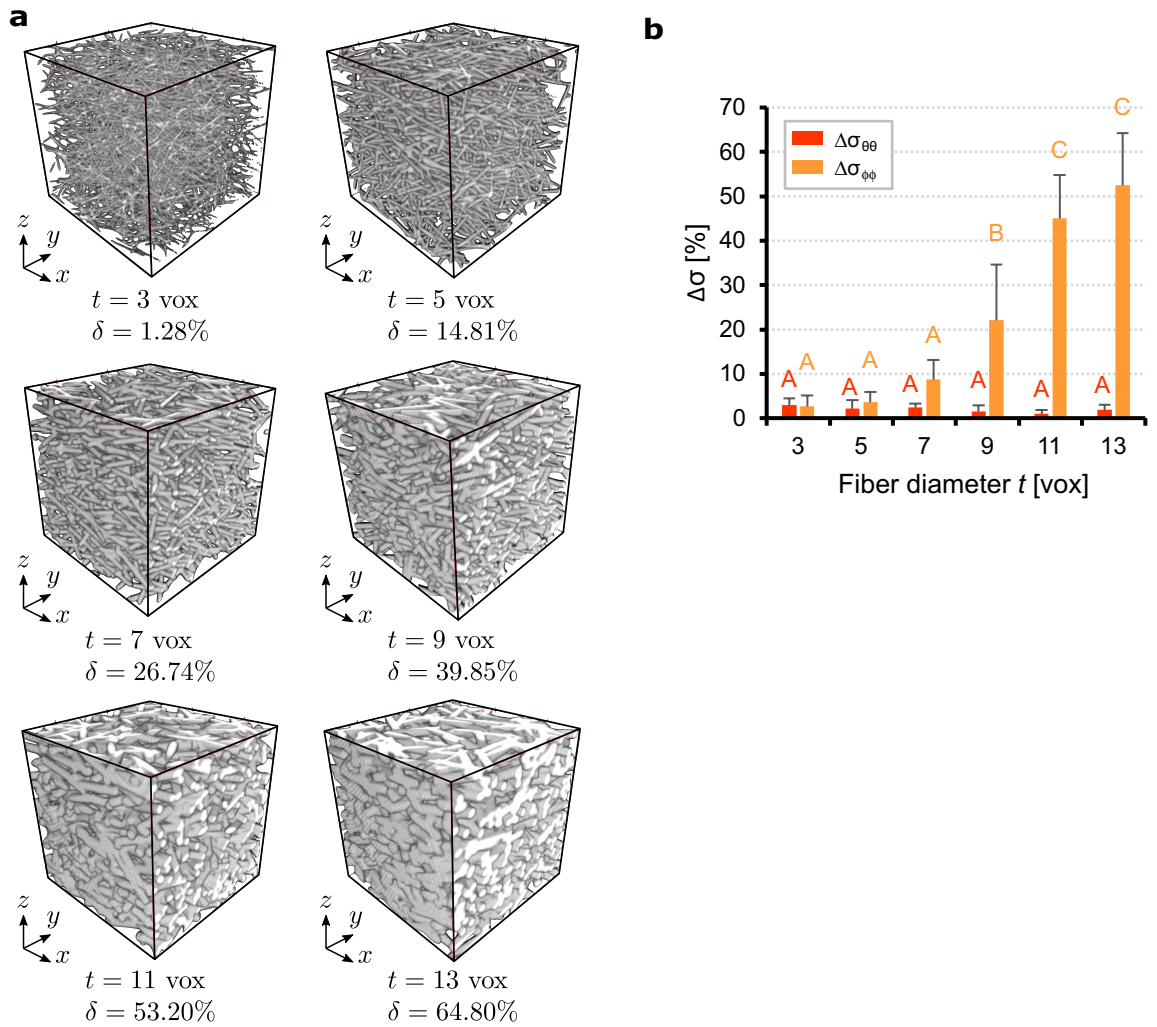 a
z
y
x
t = 3 vox
δ = 1.28%
z
y
x
t = 5 vox
δ = 14.81%
z
y
x
t = 7 vox
δ = 26.74%
z
y
x
t = 9 vox
δ = 39.85%
z
y
x
t = 11 vox
δ = 53.20%
z
y
x
t = 13 vox
δ = 64.80%
b
Δσ [%]
70
60
50
40
30
20
10
0
Δσθθ
Δσϕϕ
A A
A A
A A
A B
A C
A C
3 5 7 9 11 13
Fiber diameter t [vox]